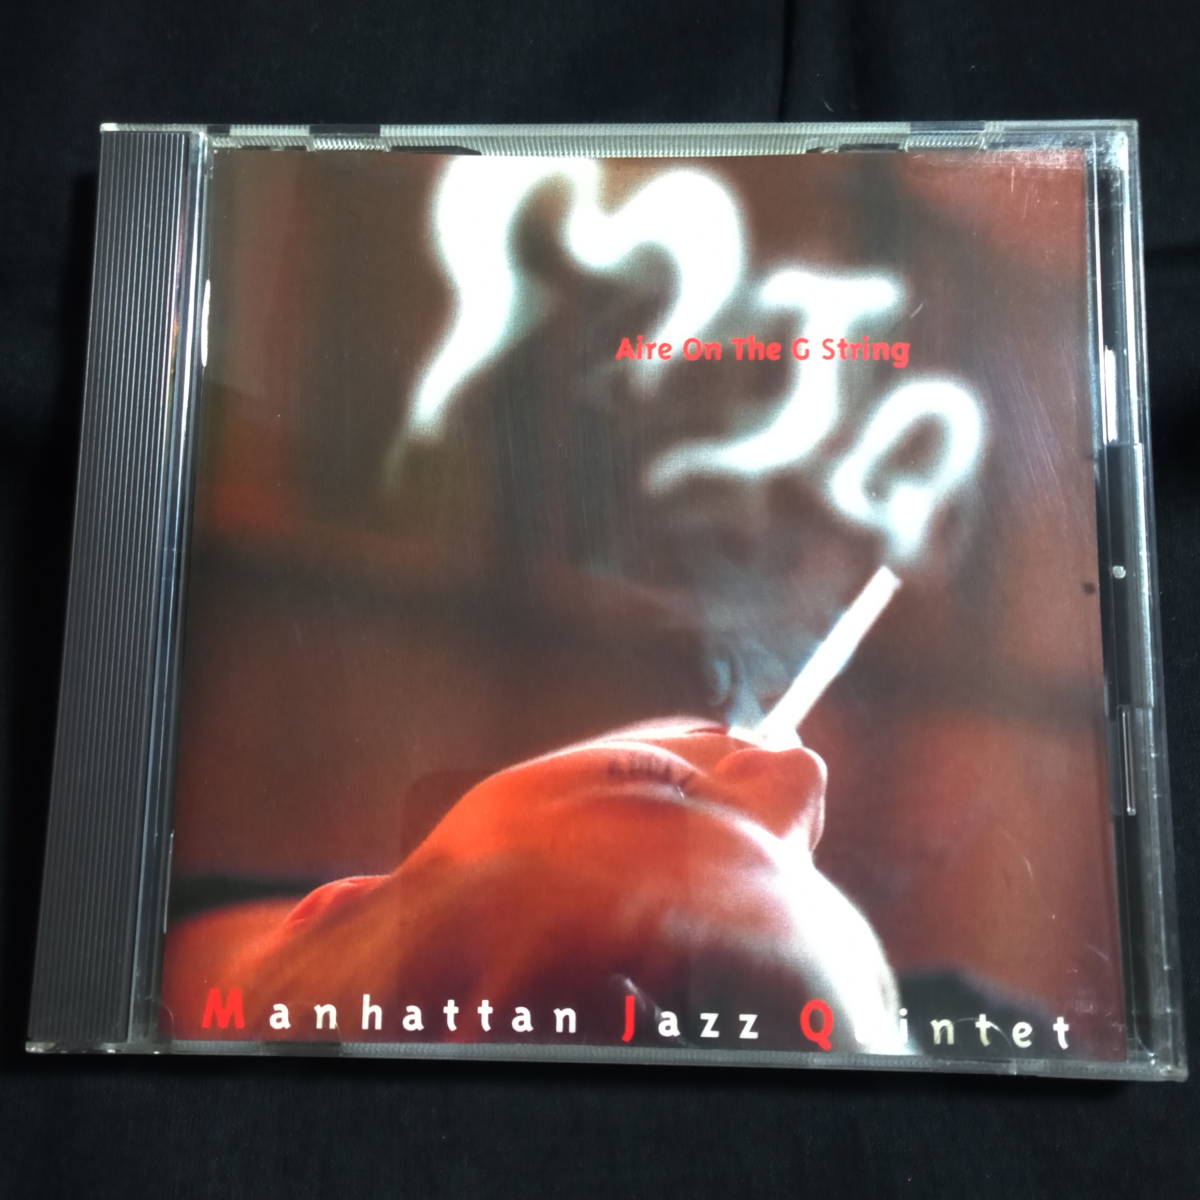 MJQ
Aire On The G String
Manhattan Jazz Quintet